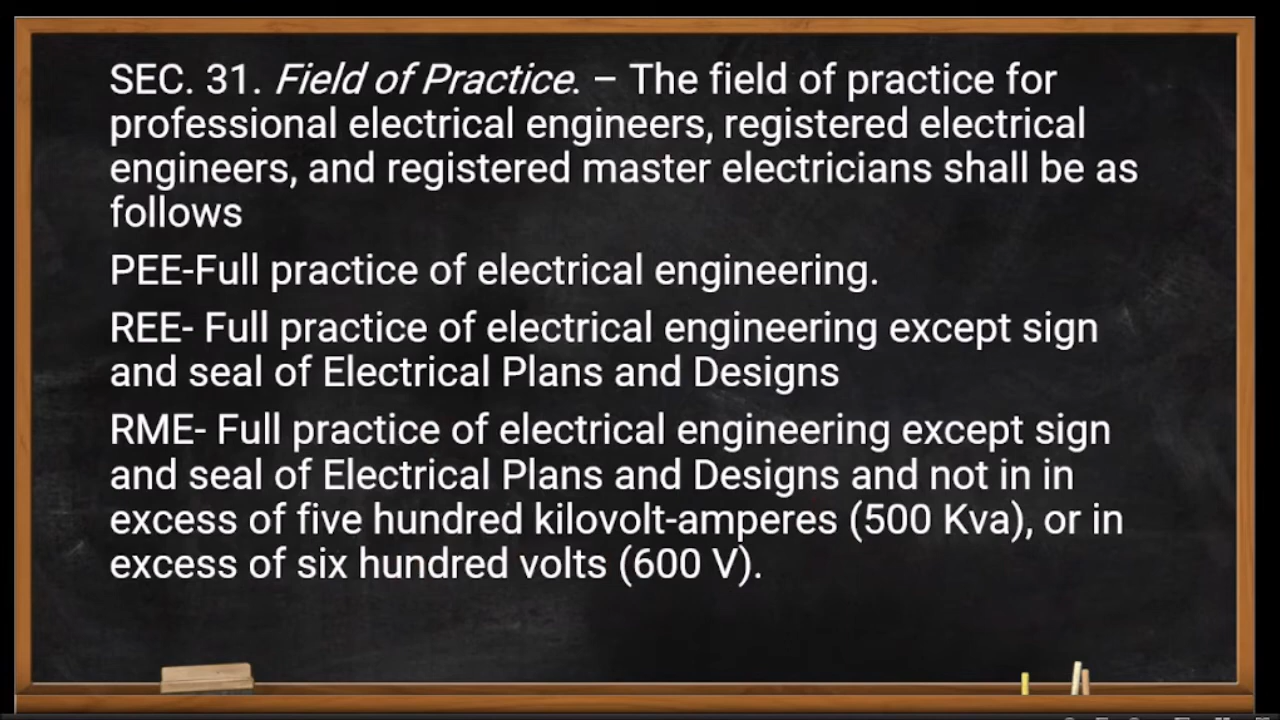 SEC. 31. Field of Practice. – The field of practice for
professional electrical engineers, registered electrical
engineers, and registered master electricians shall be as
follows
PEE-Full practice of electrical engineering.
REE- Full practice of electrical engineering except sign
and seal of Electrical Plans and Designs
RME- Full practice of electrical engineering except sign
and seal of Electrical Plans and Designs and not in in
excess of five hundred kilovolt-amperes (500 Kva), or in
excess of six hundred volts (600 V).